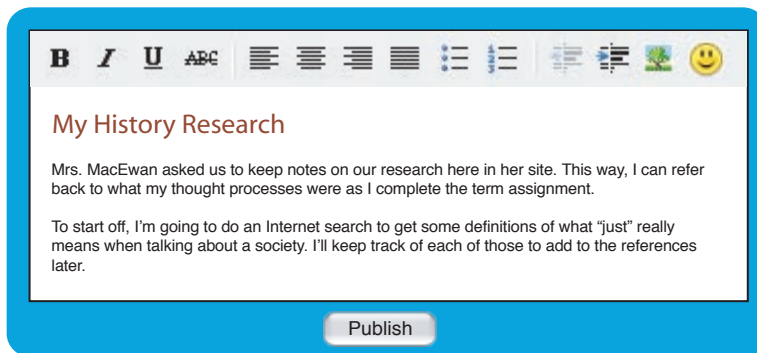 B I U ABC
My History Research
Mrs. MacEwan asked us to keep notes on our research here in her site. This way, I can refer
back to what my thought processes were as I complete the term assignment.
To start off, I'm going to do an Internet search to get some definitions of what “just” really
means when talking about a society. I'll keep track of each of those to add to the references
later.
Publish